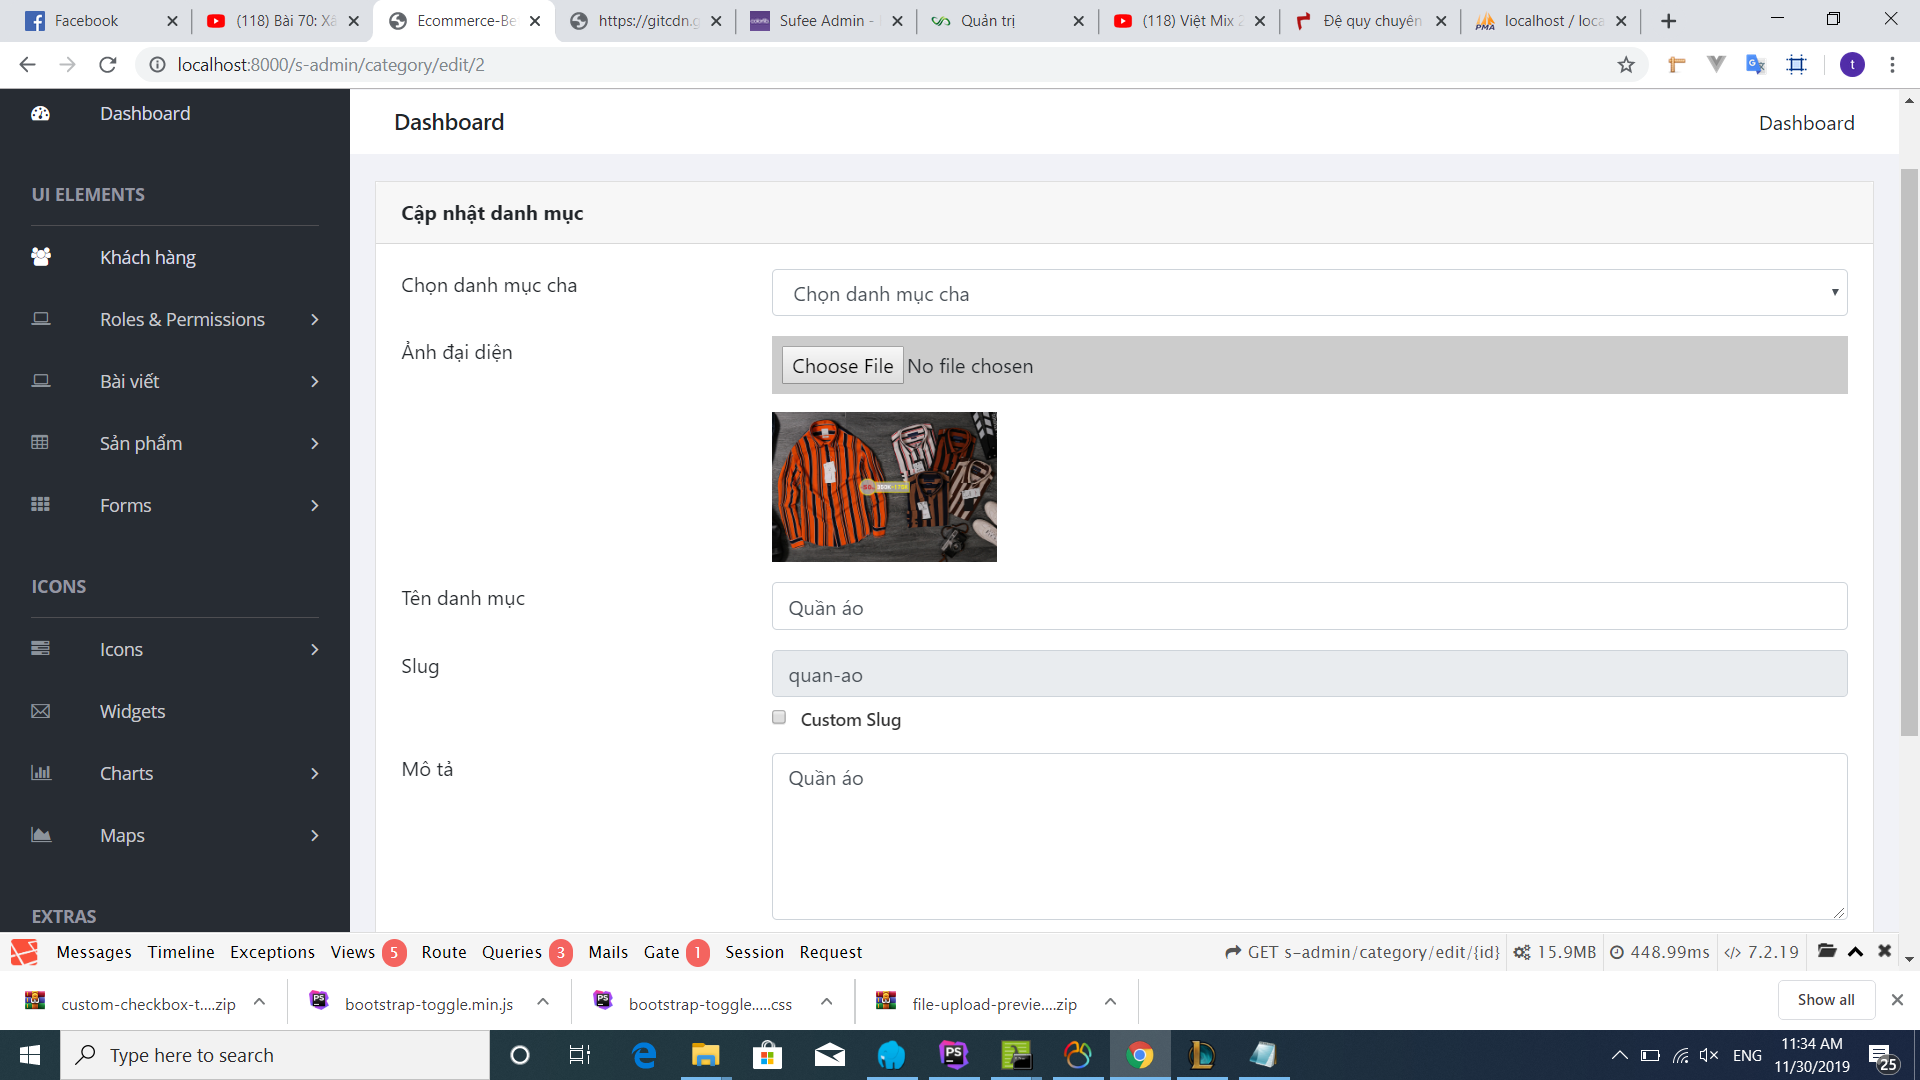 Facebook
(118) Bài 70: Xâ
Ecommerce-Be
https://gitcdn.g
Sufee Admin -
Quản trị
(118) Việt Mix 2
Đệ quy chuyên
localhost / loca
localhost:8000/s-admin/category/edit/2
t
Dashboard
UI ELEMENTS
Khách hàng
Roles & Permissions
Bài viết
Sản phẩm
Forms
ICONS
Icons
Widgets
Charts
Maps
EXTRAS
Dashboard
Dashboard
Cập nhật danh mục
Chọn danh mục cha
Chọn danh mục cha
Ảnh đại diện
Choose File No file chosen
Tên danh mục
Quần áo
Slug
quan-ao
Custom Slug
Mô tả
Quần áo
Messages Timeline Exceptions Views 5 Route Queries 3 Mails Gate 1 Session Request
GET s-admin/category/edit/{id} 15.9MB 448.99ms 7.2.19
custom-checkbox-t....zip
bootstrap-toggle.min.js
bootstrap-toggle.....css
file-upload-previe....zip
Show all
Type here to search
PS
ENG
11:34 AM
11/30/2019
25